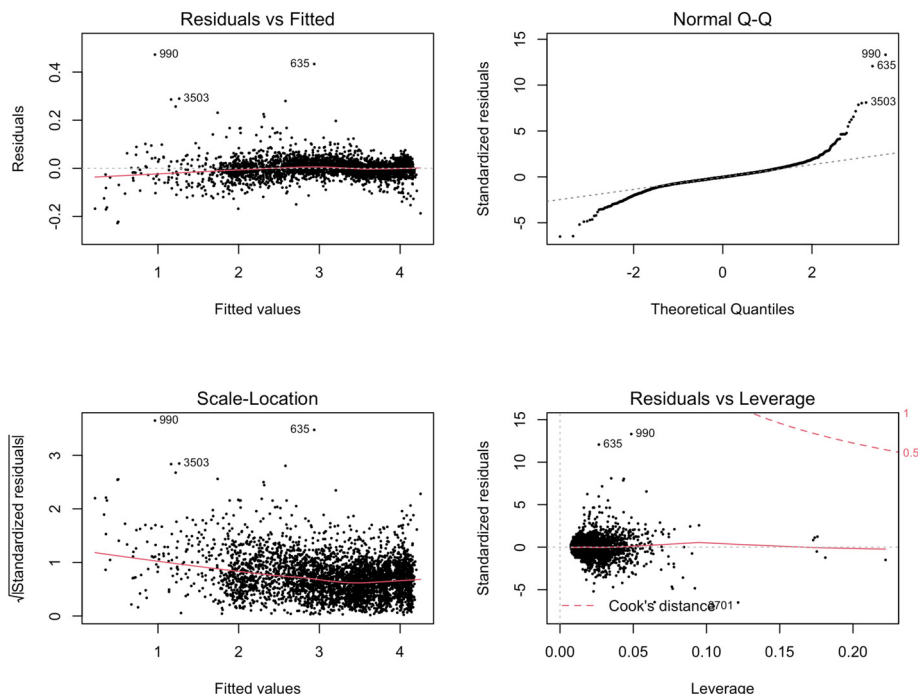 Residuals vs Fitted
Residuals
0.4
0.2
0.0
-0.2
990
635
3503
1 2 3 4
Fitted values
Normal Q-Q
Standardized residuals
15
10
5
0
-5
990
635
3503
-2 0 2
Theoretical Quantiles
Scale-Location
√|Standardized residuals|
3
2
1
0
990
635
3503
1 2 3 4
Fitted values
Residuals vs Leverage
Standardized residuals
15
10
5
0
-5
1
0.5
990
635
Cook's distance
0.00 0.05 0.10 0.15 0.20
Leverage